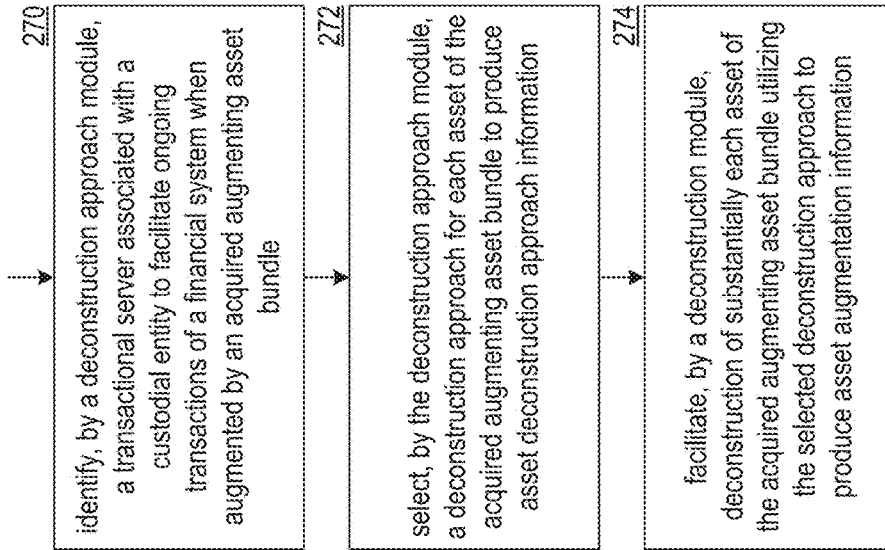 270
identify, by a deconstruction approach module,
a transactional server associated with a
custodial entity to facilitate ongoing
transactions of a financial system when
augmented by an acquired augmenting asset
bundle
272
select, by the deconstruction approach module,
a deconstruction approach for each asset of the
acquired augmenting asset bundle to produce
asset deconstruction approach information
274
facilitate, by a deconstruction module,
deconstruction of substantially each asset of
the acquired augmenting asset bundle utilizing
the selected deconstruction approach to
produce asset augmentation information